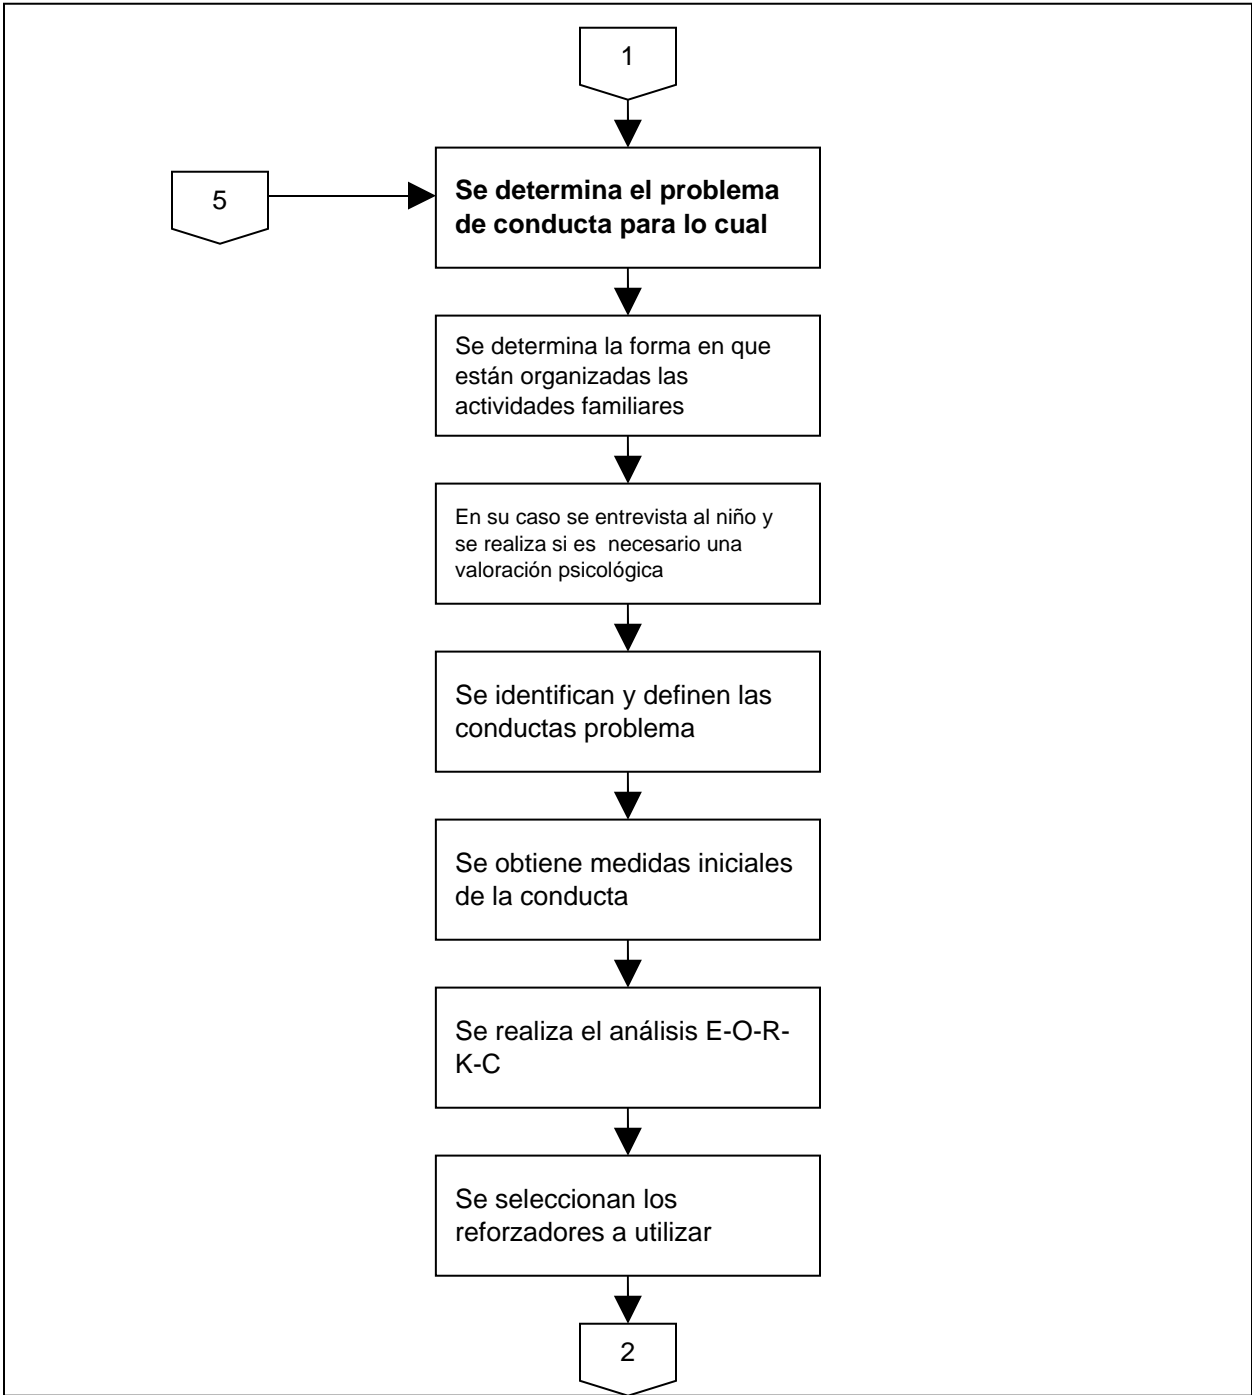 1
5
Se determina el problema
de conducta para lo cual
Se determina la forma en que
están organizadas las
actividades familiares
En su caso se entrevista al niño y
se realiza si es  necesario una
valoración psicológica
Se identifican y definen las
conductas problema
Se obtiene medidas iniciales
de la conducta
Se realiza el análisis E-O-R-
K-C
Se seleccionan los
reforzadores a utilizar
2